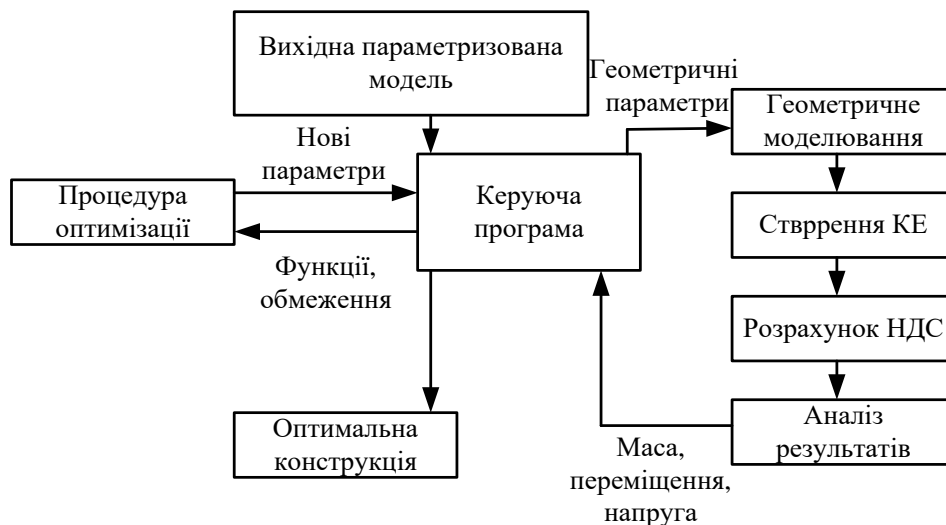 Вихідна параметризована
модель
Геометричні
параметри
Геометричне
моделювання
Нові
параметри
Процедура
оптимізації
Керуюча
програма
Ствррення КЕ
Функції,
обмеження
Розрахунок НДС
Оптимальна
конструкція
Аналіз
результатів
Маса,
переміщення,
напруга